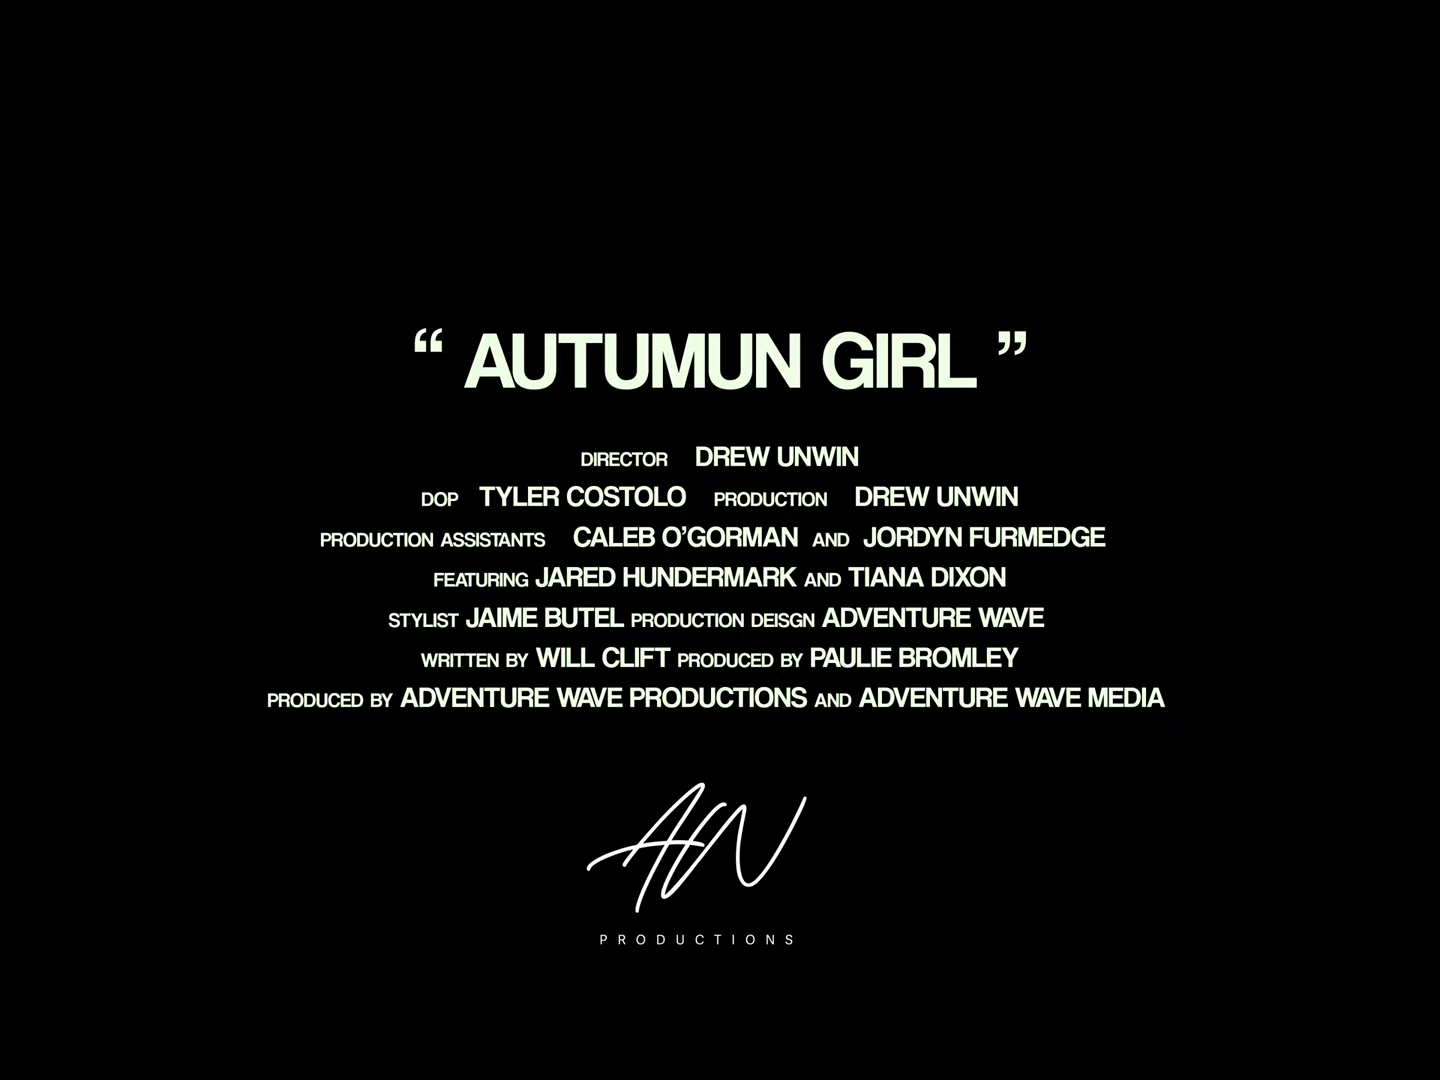 “ AUTUMUN GIRL ”
DIRECTOR DREW UNWIN
DOP TYLER COSTOLO PRODUCTION DREW UNWIN
PRODUCTION ASSISTANTS CALEB O’GORMAN AND JORDYN FURMEDGE
FEATURING JARED HUNDERMARK AND TIANA DIXON
STYLIST JAIME BUTEL PRODUCTION DEISGN ADVENTURE WAVE
WRITTEN BY WILL CLIFT PRODUCED BY PAULIE BROMLEY
PRODUCED BY ADVENTURE WAVE PRODUCTIONS AND ADVENTURE WAVE MEDIA
AW
PRODUCTIONS